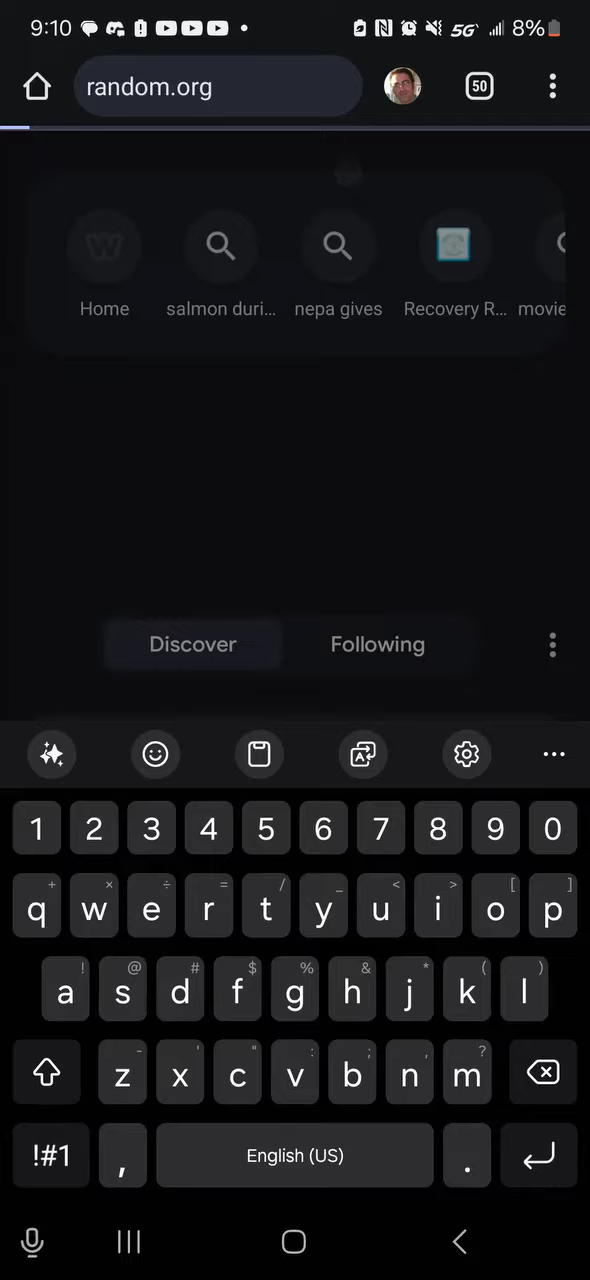 9:10 5G 8%
random.org 50
Home salmon duri... nepa gives Recovery R... movie
Discover Following
1 2 3 4 5 6 7 8 9 0
+ × ÷ = / _ < > [ ]
q w e r t y u i o p
! @ # $ % & * ( )
a s d f g h j k l
- ' " : ; , ?
z x c v b n m
!#1 , English (US) .